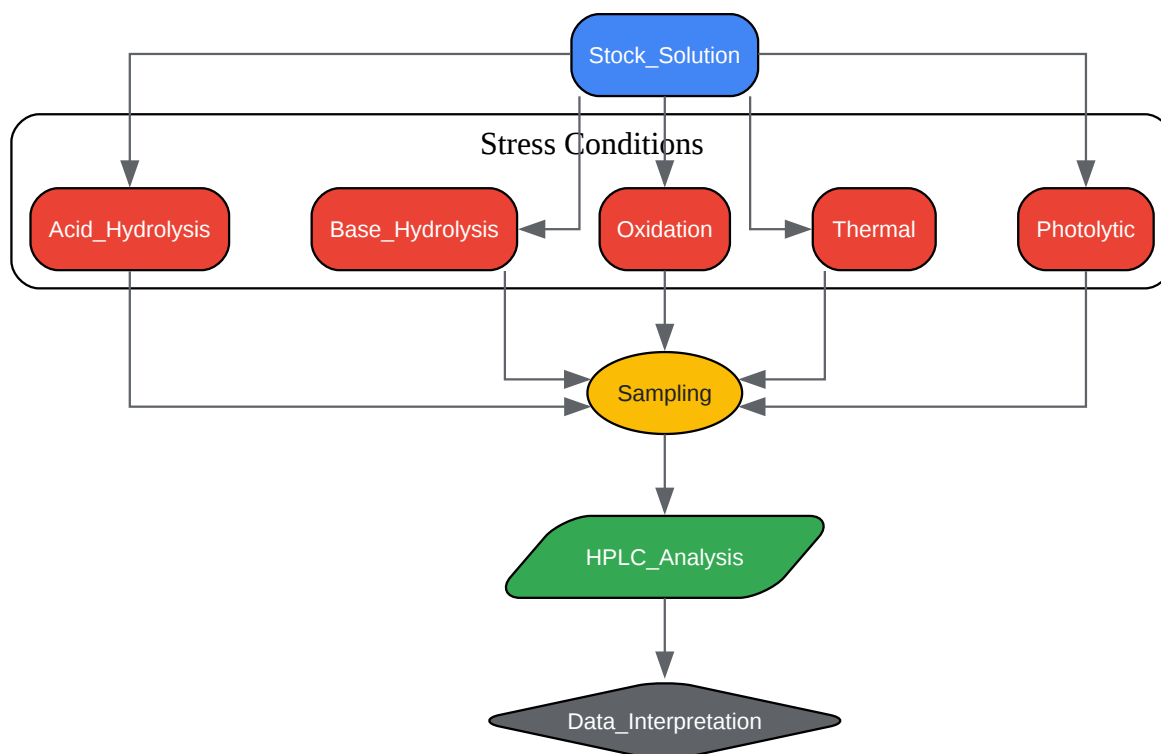 Stock_Solution
Stress Conditions
Acid_Hydrolysis
Base_Hydrolysis
Oxidation
Thermal
Photolytic
Sampling
HPLC_Analysis
Data_Interpretation